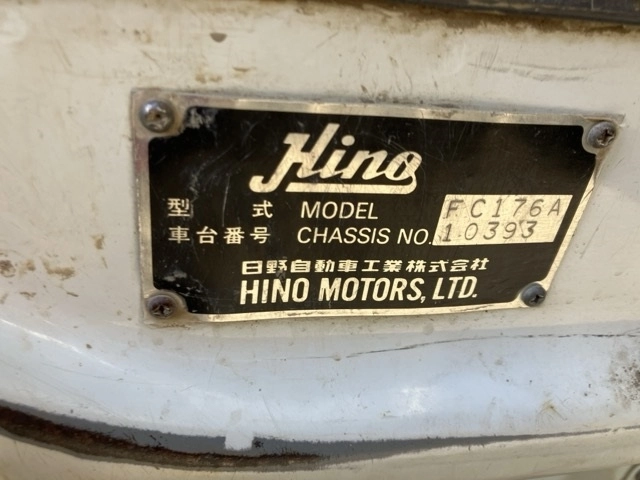 Hino
型 式 MODEL FC176A
車台番号 CHASSIS NO. 10393
日野自動車工業株式会社
HINO MOTORS, LTD.